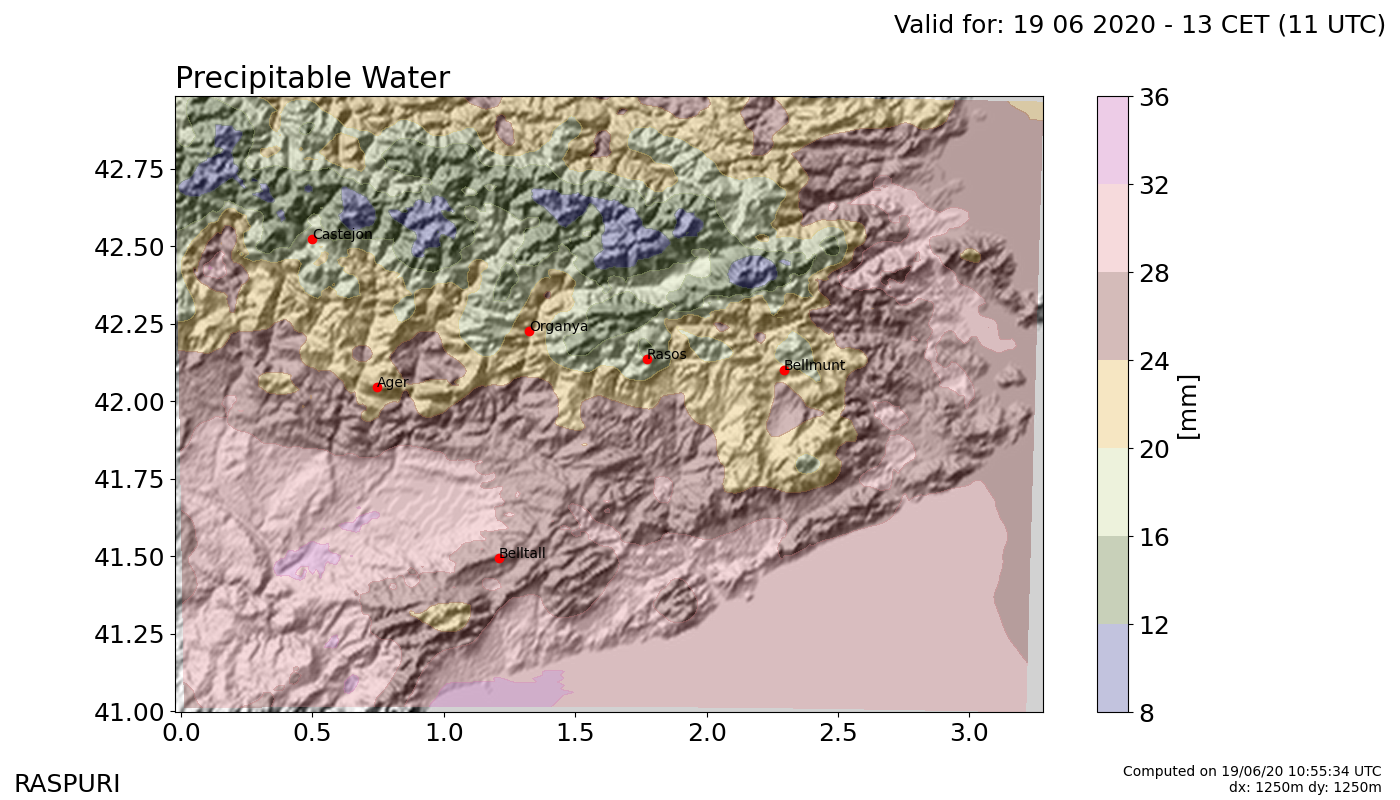 Valid for: 19 06 2020 - 13 CET (11 UTC)
Precipitable Water
36
32
28
24
20
16
12
8
[mm]
42.75
42.50
42.25
42.00
41.75
41.50
41.25
41.00
Castejon
Organya
Rasos
Bellmunt
Ager
Belltall
0.0 0.5 1.0 1.5 2.0 2.5 3.0
RASPURI
Computed on 19/06/20 10:55:34 UTC
dx: 1250m dy: 1250m